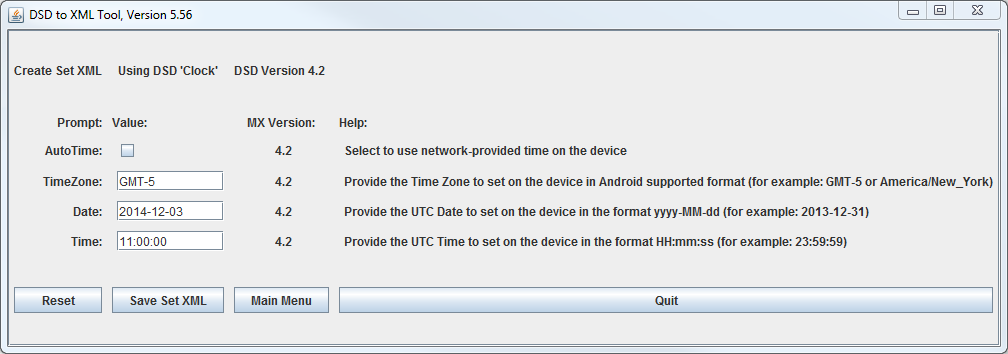 DSD to XML Tool, Version 5.56
Create Set XML Using DSD 'Clock' DSD Version 4.2
Prompt: Value: MX Version: Help:
AutoTime: 4.2 Select to use network-provided time on the device
TimeZone: GMT-5 4.2 Provide the Time Zone to set on the device in Android supported format (for example: GMT-5 or America/New_York)
Date: 2014-12-03 4.2 Provide the UTC Date to set on the device in the format yyyy-MM-dd (for example: 2013-12-31)
Time: 11:00:00 4.2 Provide the UTC Time to set on the device in the format HH:mm:ss (for example: 23:59:59)
Reset Save Set XML Main Menu Quit